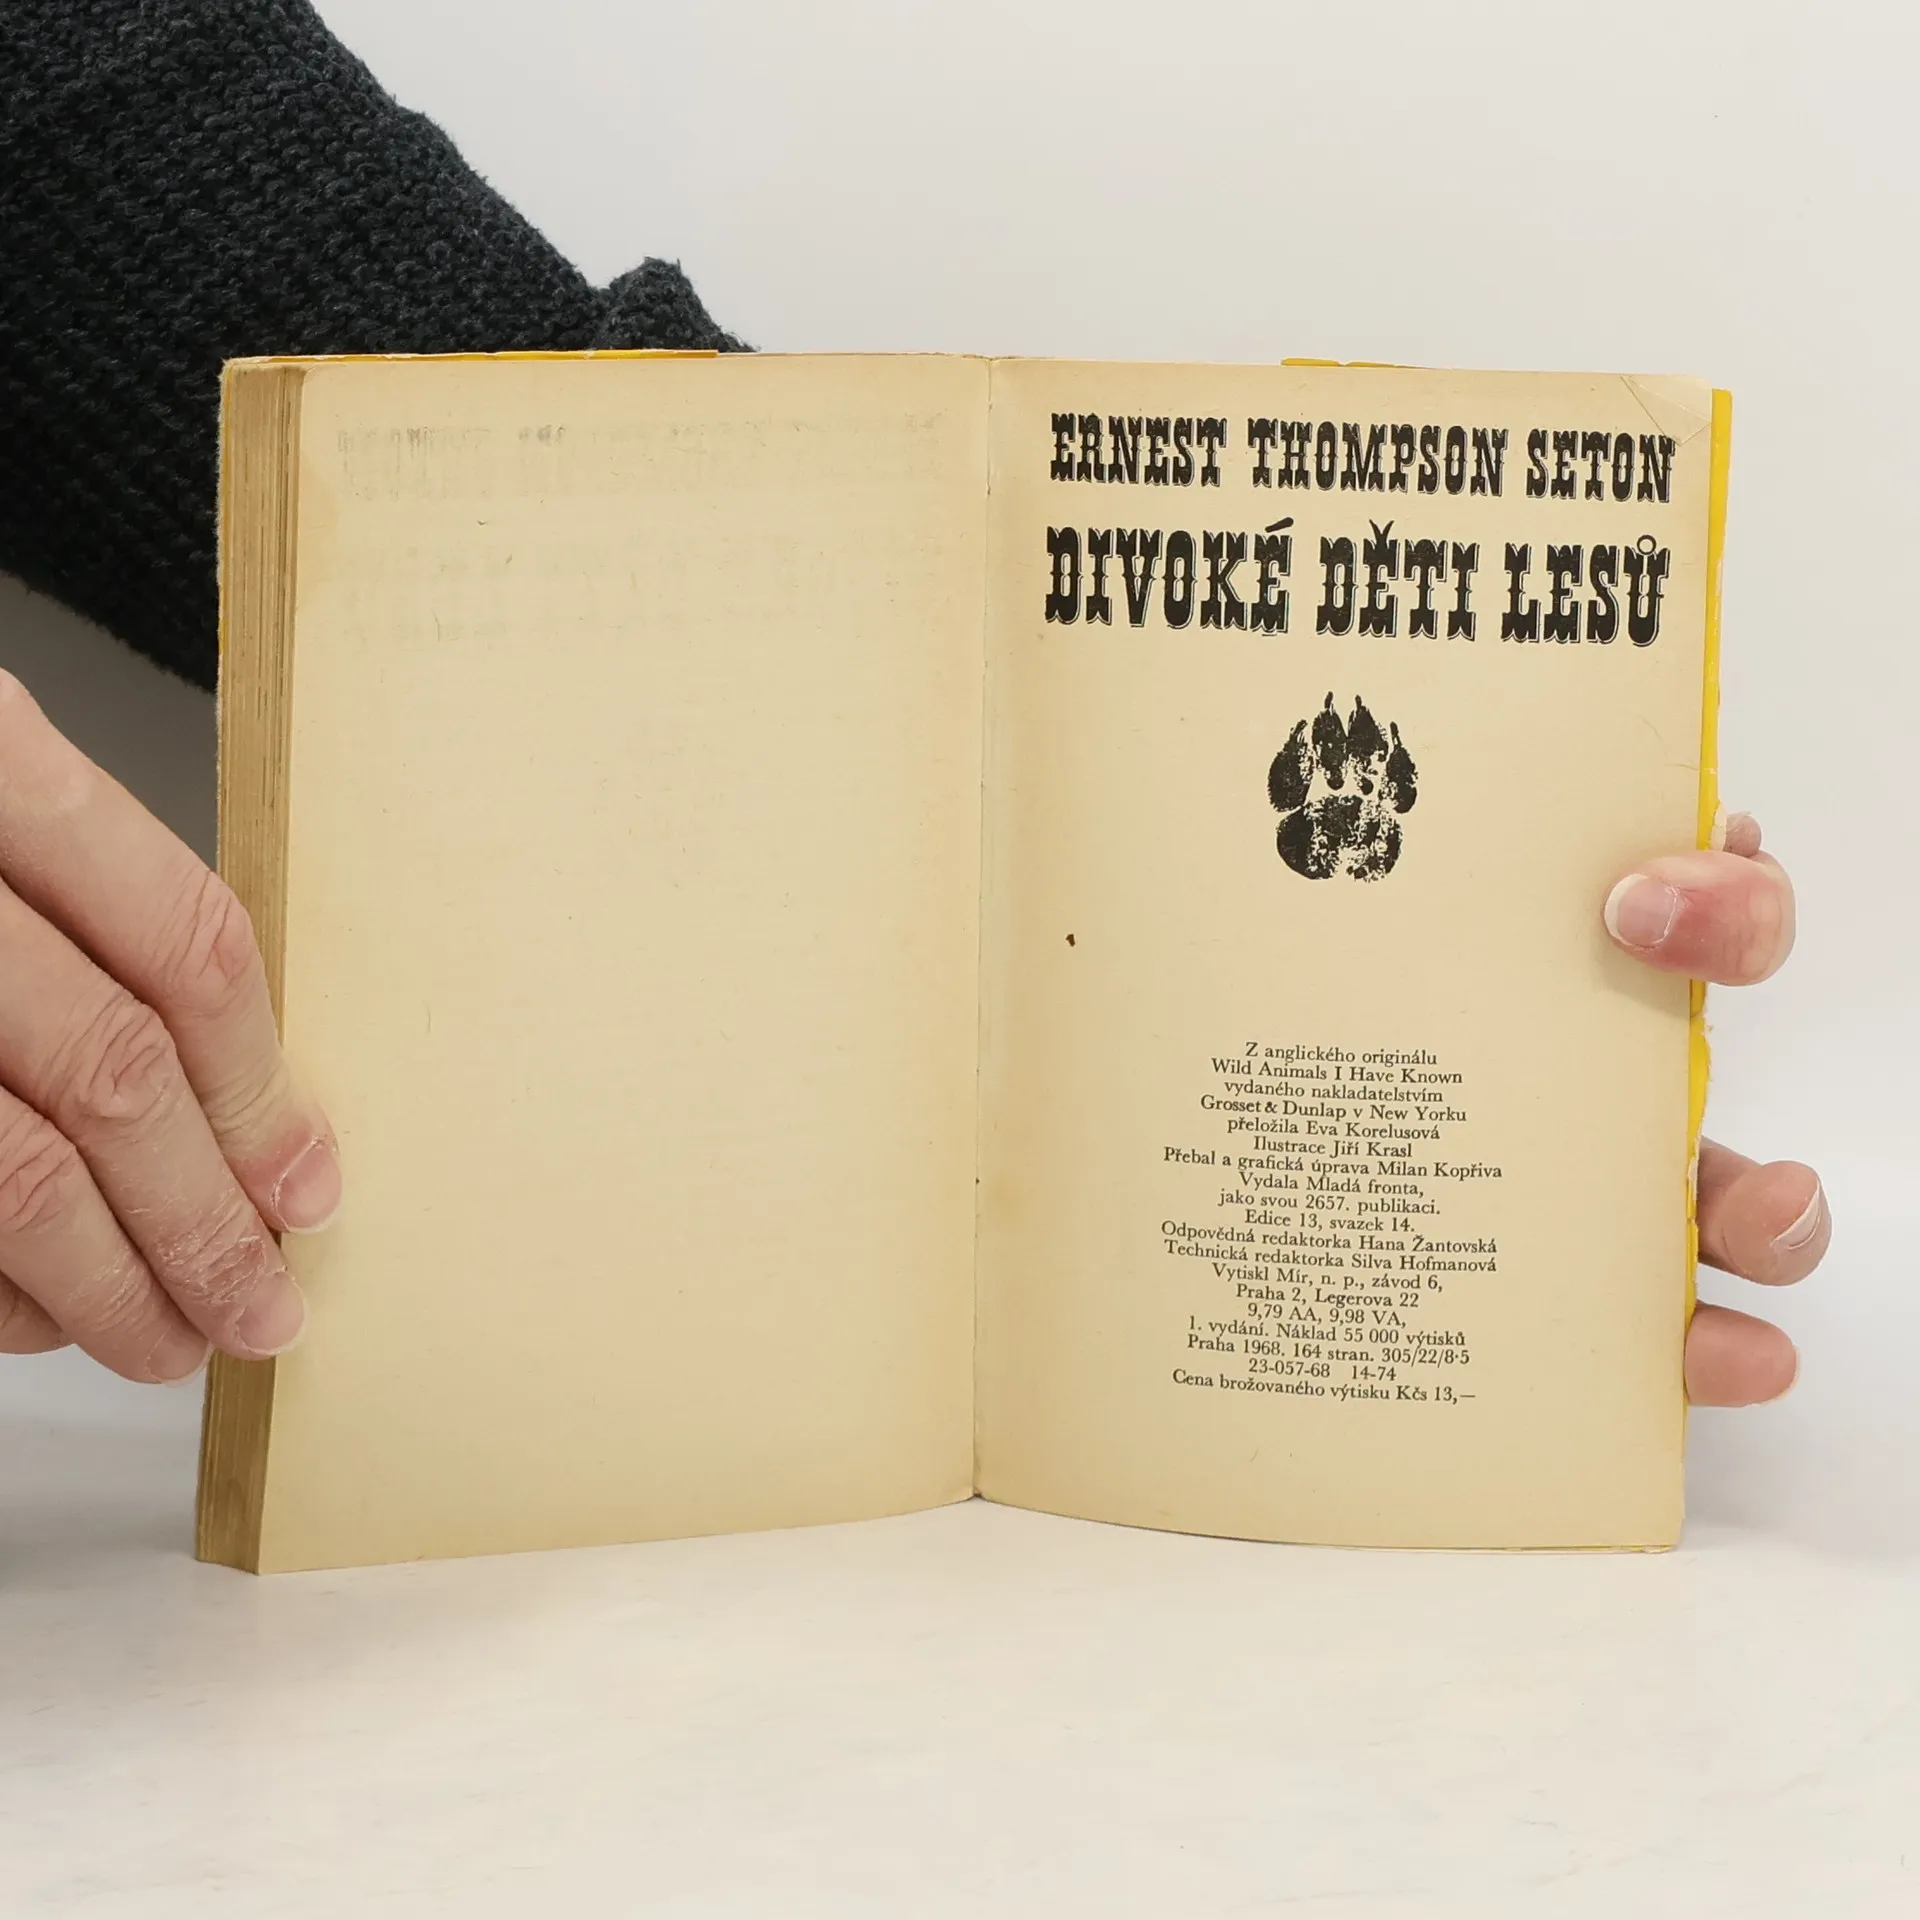 ERNEST THOMPSON SETON
DIVOKÉ DĚTI LESŮ
Z anglického originálu
Wild Animals I Have Known
vydaného nakladatelstvím
Grosset & Dunlap v New Yorku
přeložila Eva Korelusová
Ilustrace Jiří Krasl
Přebal a grafická úprava Milan Kopřiva
Vydala Mladá fronta,
jako svou 2657. publikaci.
Edice 13, svazek 14.
Odpovědná redaktorka Hana Žantovská
Technická redaktorka Silva Hofmanová
Vytiskl Mír, n. p., závod 6,
Praha 2, Legerova 22
9,79 AA, 9,98 VA,
1. vydání. Náklad 55 000 výtisků
Praha 1968. 164 stran. 305/22/8·5
23-057-68 14-74
Cena brožovaného výtisku Kčs 13,—